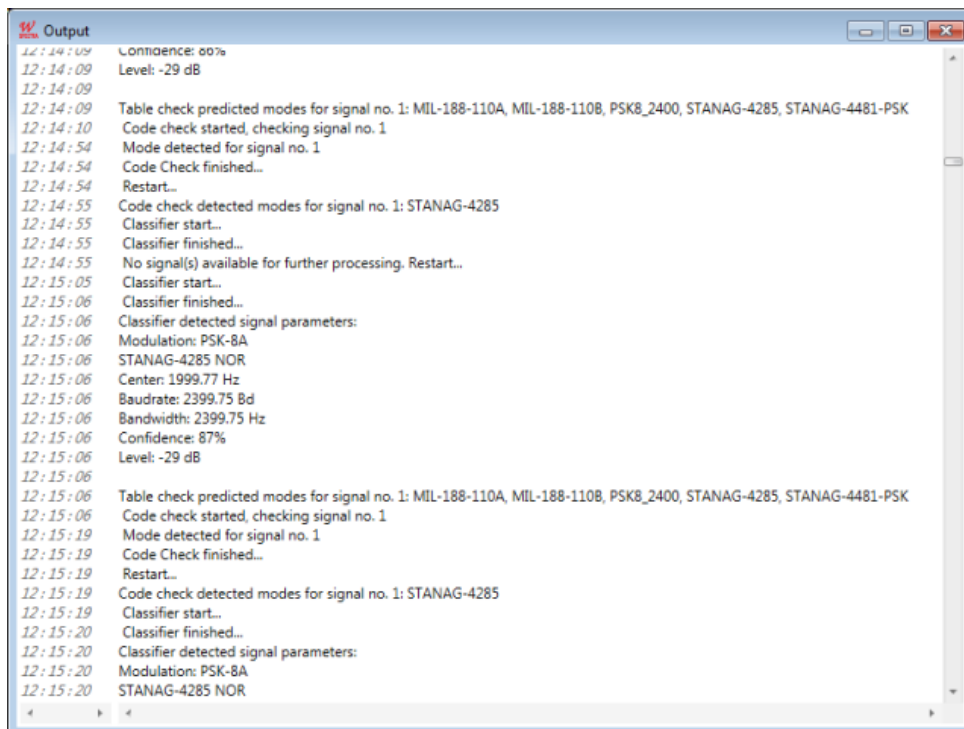 W Output
SPECTRA
12:14:09 Confidence: 86%
12:14:09 Level: -29 dB
12:14:09
12:14:09 Table check predicted modes for signal no. 1: MIL-188-110A, MIL-188-110B, PSK8_2400, STANAG-4285, STANAG-4481-PSK
12:14:10 Code check started, checking signal no. 1
12:14:54 Mode detected for signal no. 1
12:14:54 Code Check finished...
12:14:54 Restart...
12:14:55 Code check detected modes for signal no. 1: STANAG-4285
12:14:55 Classifier start...
12:14:55 Classifier finished...
12:14:55 No signal(s) available for further processing. Restart...
12:15:05 Classifier start...
12:15:06 Classifier finished...
12:15:06 Classifier detected signal parameters:
12:15:06 Modulation: PSK-8A
12:15:06 STANAG-4285 NOR
12:15:06 Center: 1999.77 Hz
12:15:06 Baudrate: 2399.75 Bd
12:15:06 Bandwidth: 2399.75 Hz
12:15:06 Confidence: 87%
12:15:06 Level: -29 dB
12:15:06
12:15:06 Table check predicted modes for signal no. 1: MIL-188-110A, MIL-188-110B, PSK8_2400, STANAG-4285, STANAG-4481-PSK
12:15:06 Code check started, checking signal no. 1
12:15:19 Mode detected for signal no. 1
12:15:19 Code Check finished...
12:15:19 Restart...
12:15:19 Code check detected modes for signal no. 1: STANAG-4285
12:15:19 Classifier start...
12:15:20 Classifier finished...
12:15:20 Classifier detected signal parameters:
12:15:20 Modulation: PSK-8A
12:15:20 STANAG-4285 NOR